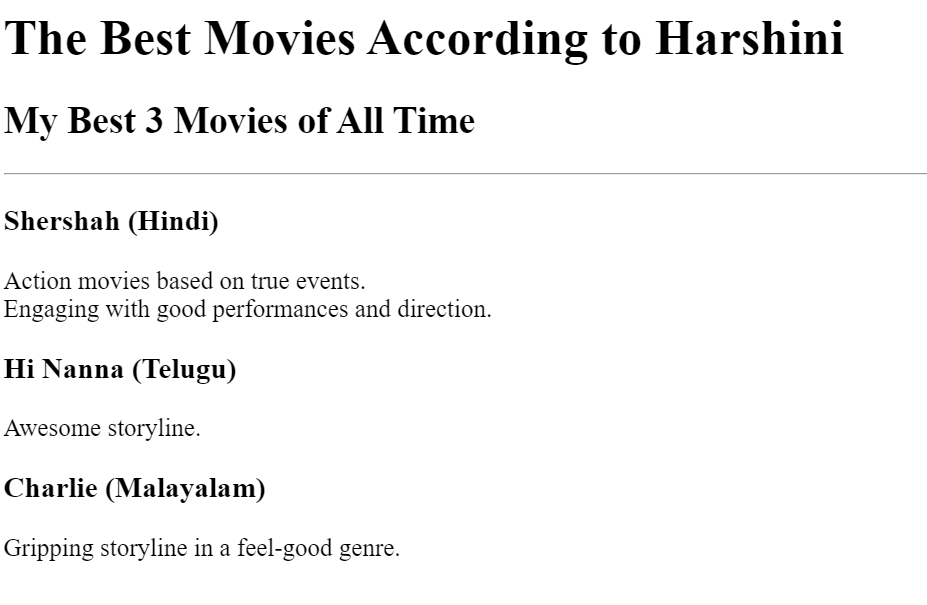 The Best Movies According to Harshini
My Best 3 Movies of All Time
Shershah (Hindi)
Action movies based on true events.
Engaging with good performances and direction.
Hi Nanna (Telugu)
Awesome storyline.
Charlie (Malayalam)
Gripping storyline in a feel-good genre.